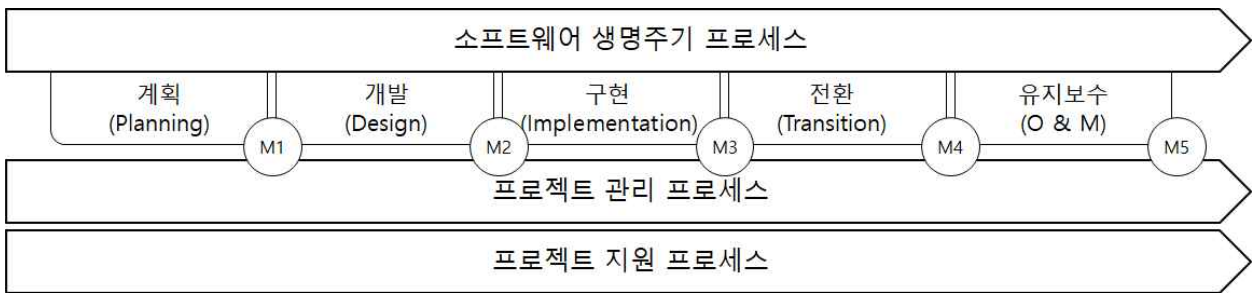 소프트웨어 생명주기 프로세스
계획
(Planning)
개발
(Design)
구현
(Implementation)
전환
(Transition)
유지보수
(O & M)
M1
M2
M3
M4
M5
프로젝트 관리 프로세스
프로젝트 지원 프로세스